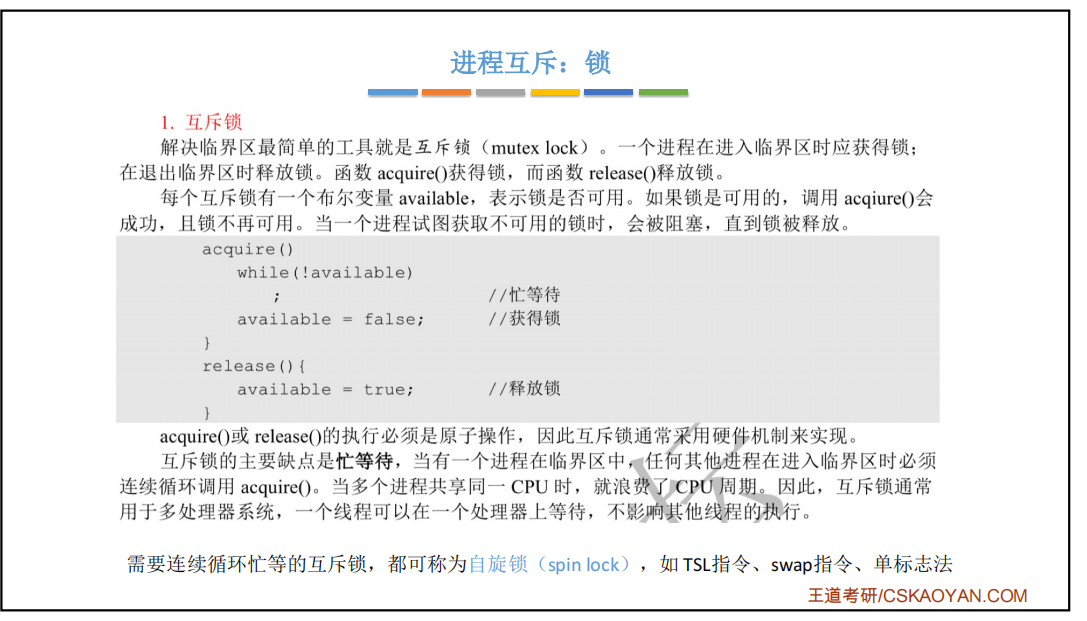 进程互斥：锁
1. 互斥锁
解决临界区最简单的工具就是互斥锁（mutex lock）。一个进程在进入临界区时应获得锁；
在退出临界区时释放锁。函数 acquire()获得锁，而函数 release()释放锁。
每个互斥锁有一个布尔变量 available，表示锁是否可用。如果锁是可用的，调用 acqiure()会
成功，且锁不再可用。当一个进程试图获取不可用的锁时，会被阻塞，直到锁被释放。
acquire()
while(!available)
; //忙等待
available = false; //获得锁
}
release(){
available = true; //释放锁
}
acquire()或 release()的执行必须是原子操作，因此互斥锁通常采用硬件机制来实现。
互斥锁的主要缺点是忙等待，当有一个进程在临界区中，任何其他进程在进入临界区时必须
连续循环调用 acquire()。当多个进程共享同一 CPU 时，就浪费了 CPU 周期。因此，互斥锁通常
用于多处理器系统，一个线程可以在一个处理器上等待，不影响其他线程的执行。
需要连续循环忙等的互斥锁，都可称为自旋锁（spin lock），如 TSL指令、swap指令、单标志法
王道考研/CSKAOYAN.COM